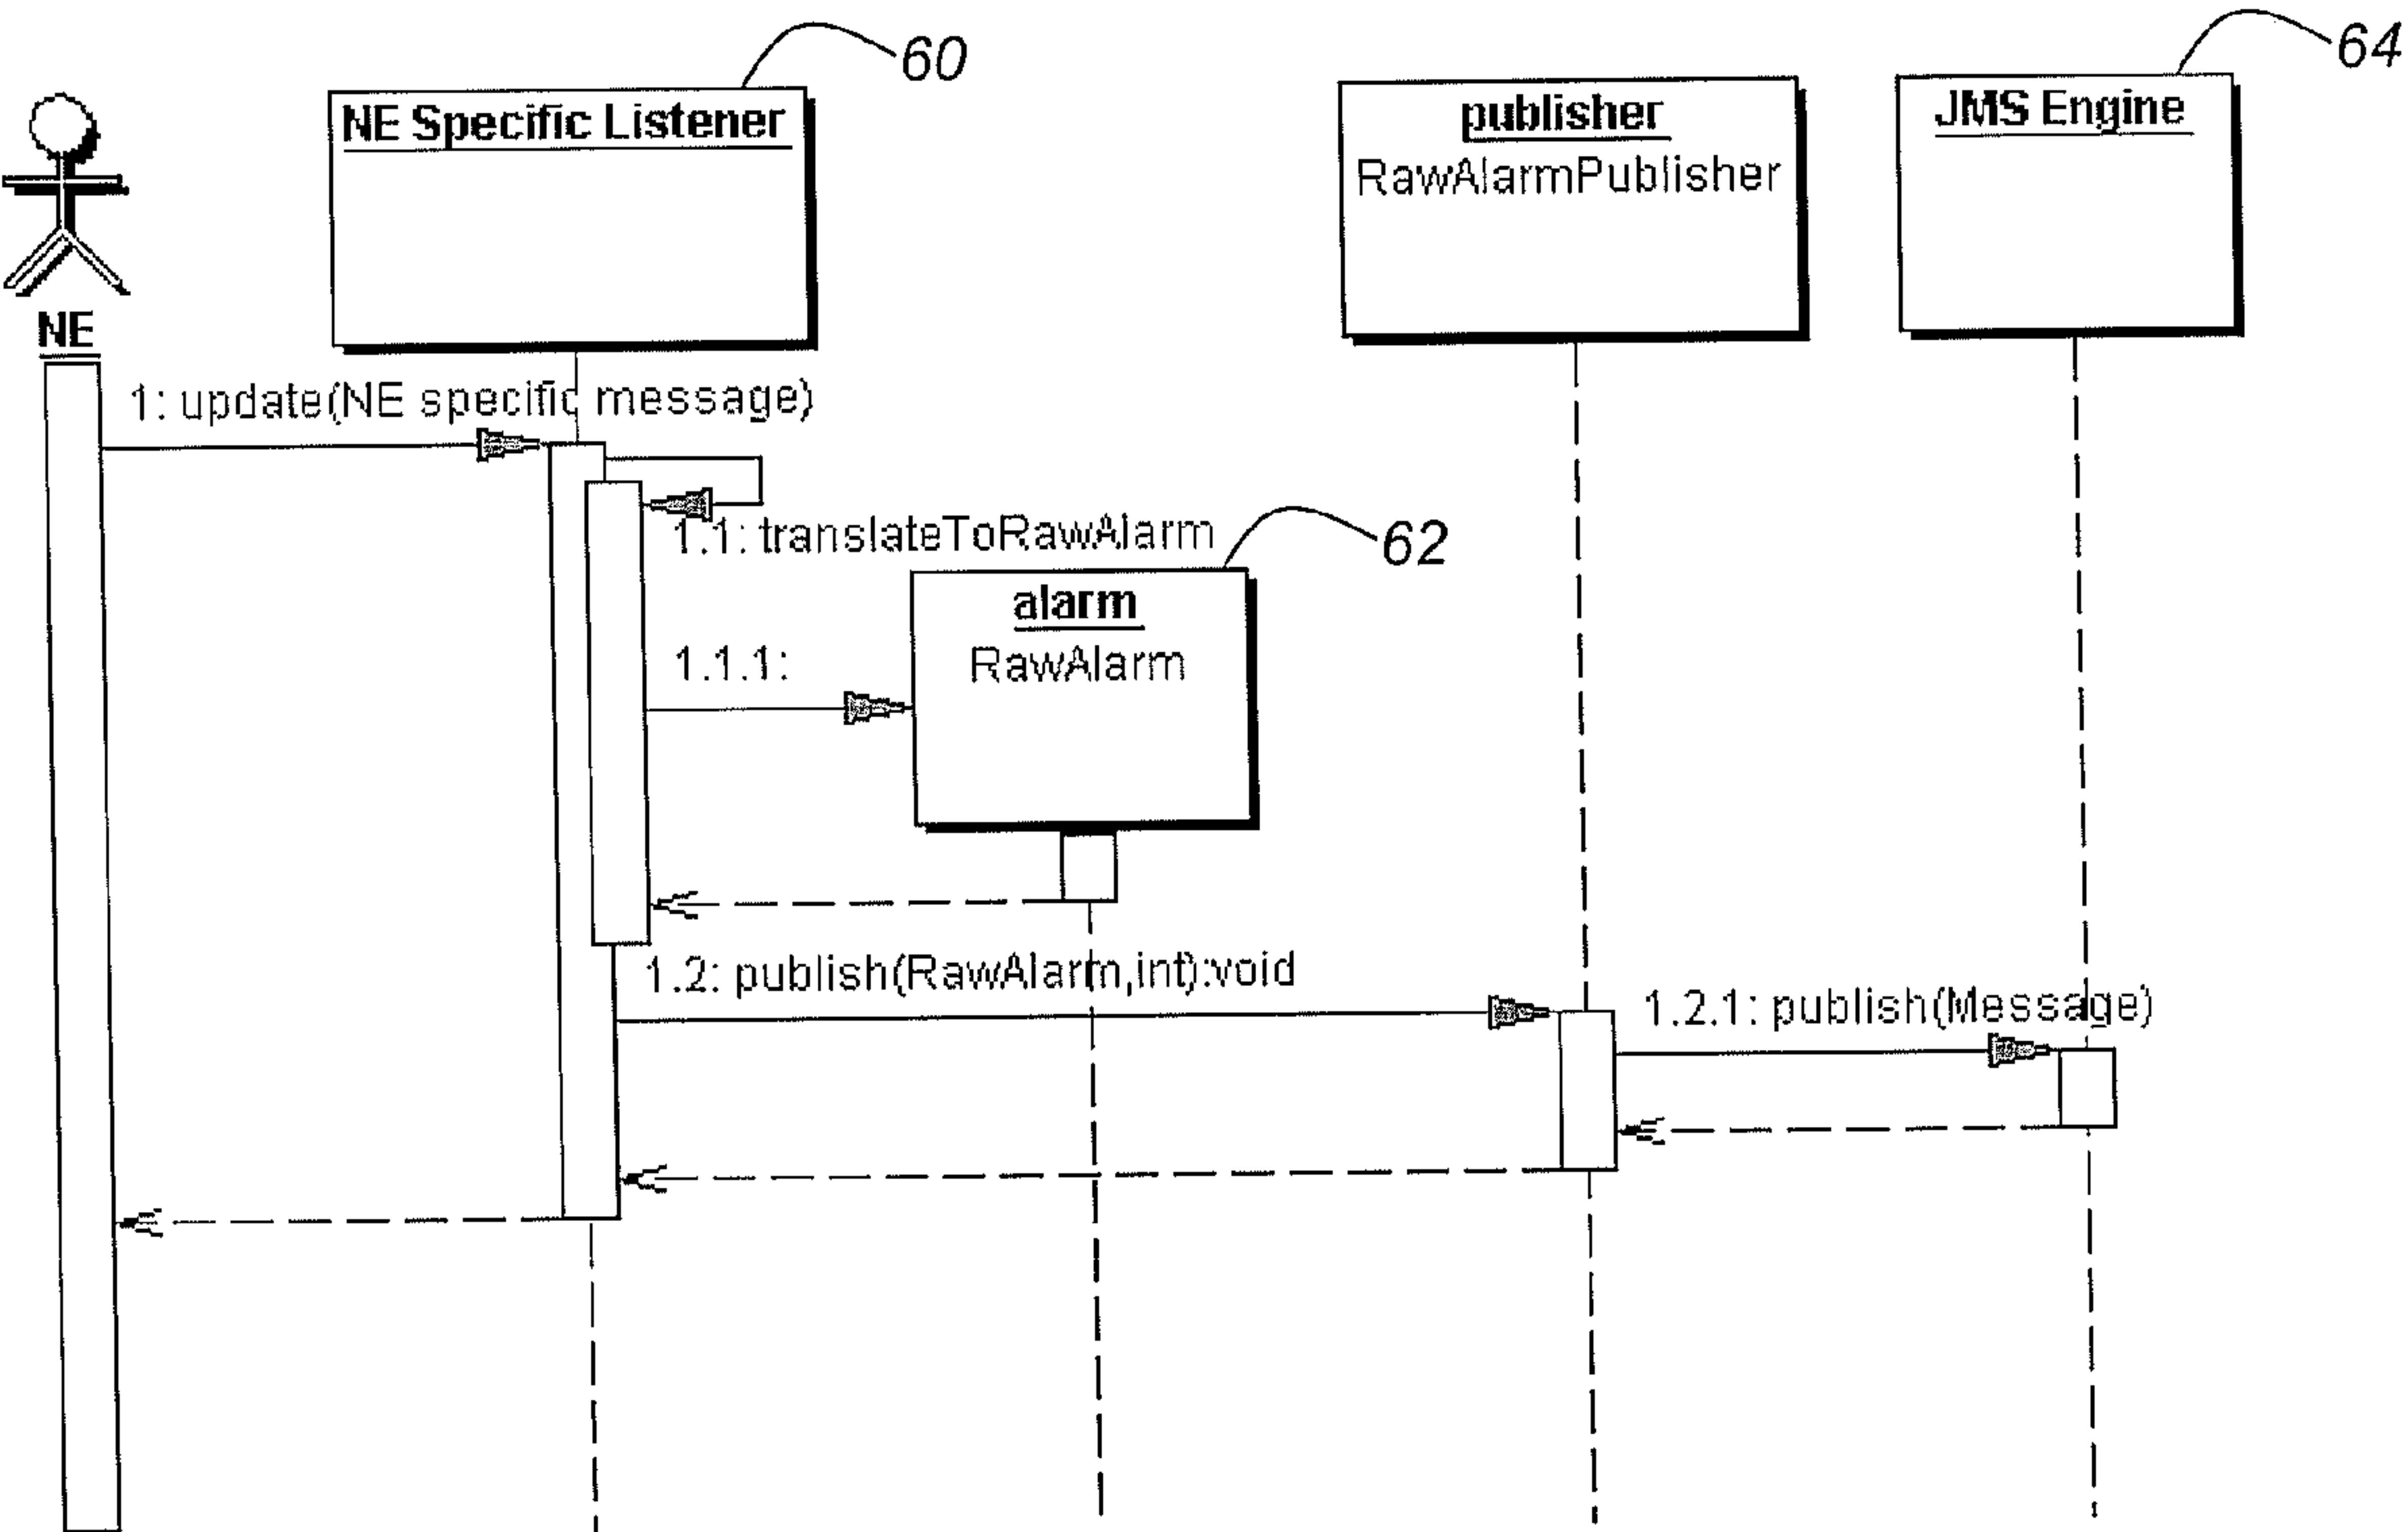 60
64
NE Specific Listener
publisher
RawAlarmPublisher
JMS Engine
NE
1: update(NE specific message)
1.1: translateToRawAlarm
62
alarm
RawAlarm
1.1.1:
1.2: publish(RawAlarm,int):void
1.2.1: publish(Message)